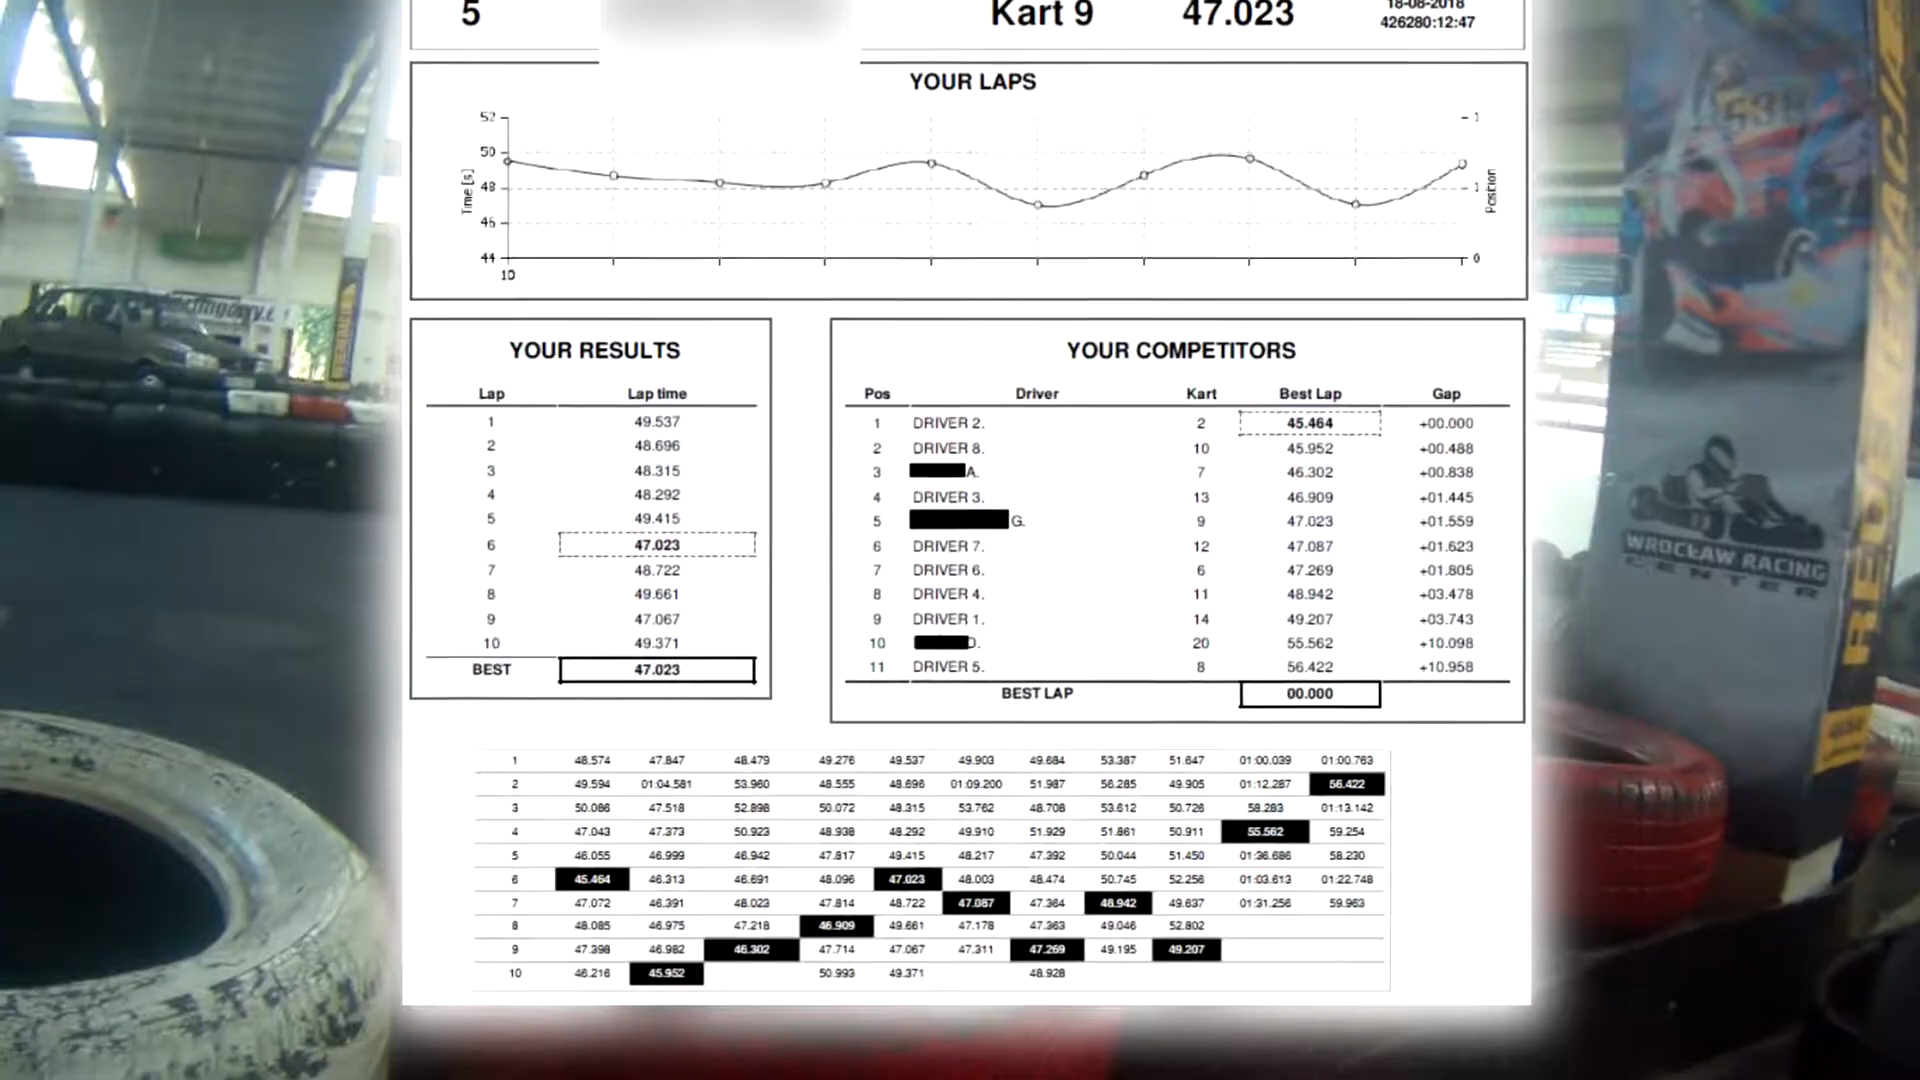 5 Kart 9 47.023 18-08-2018
426280:12:47
YOUR LAPS
52
50
48
46
44
Time [s]
10
1
1
0
Position
YOUR RESULTS
Lap Lap time
1 49.537
2 48.696
3 48.315
4 48.292
5 49.415
6 47.023
7 48.722
8 49.661
9 47.067
10 49.371
BEST 47.023
YOUR COMPETITORS
Pos Driver Kart Best Lap Gap
1 DRIVER 2. 2 45.464 +00.000
2 DRIVER 8. 10 45.952 +00.488
3 A. 7 46.302 +00.838
4 DRIVER 3. 13 46.909 +01.445
5 G. 9 47.023 +01.559
6 DRIVER 7. 12 47.087 +01.623
7 DRIVER 6. 6 47.269 +01.805
8 DRIVER 4. 11 48.942 +03.478
9 DRIVER 1. 14 49.207 +03.743
10 D. 20 55.562 +10.098
11 DRIVER 5. 8 56.422 +10.958
BEST LAP 00.000
1 48.574 47.847 48.479 49.276 49.537 49.903 49.684 53.387 51.647 01:00.039 01:00.763
2 49.594 01:04.581 53.960 48.555 48.696 01:09.200 51.987 56.285 49.905 01:12.287 56.422
3 50.086 47.518 52.898 50.072 48.315 53.762 48.708 53.612 50.726 58.283 01:13.142
4 47.043 47.373 50.923 48.938 48.292 49.910 51.929 51.861 50.911 55.562 59.254
5 46.055 46.999 46.942 47.817 49.415 48.217 47.392 50.044 51.450 01:36.686 58.230
6 45.464 46.313 46.691 48.096 47.023 48.003 48.474 50.745 52.256 01:03.613 01:22.748
7 47.072 46.391 48.023 47.814 48.722 47.087 47.364 48.942 49.637 01:31.256 59.963
8 48.085 46.975 47.218 46.909 49.661 47.178 47.363 49.046 52.802
9 47.398 46.982 46.302 47.714 47.067 47.311 47.269 49.195 49.207
10 46.216 45.952 50.993 49.371 48.928
WROCŁAW RACING
CENTER